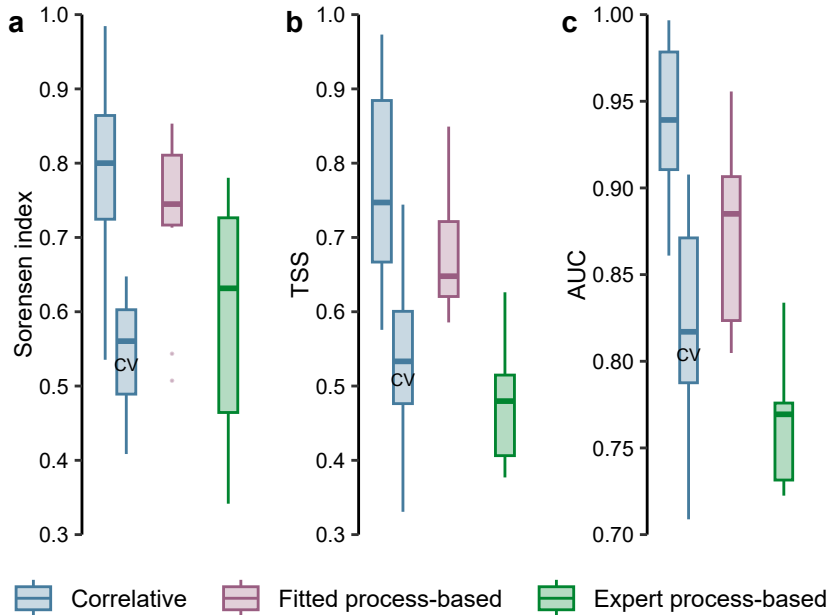 a
Sorensen index
1.0
0.9
0.8
0.7
0.6
0.5
0.4
0.3
CV
b
TSS
1.0
0.9
0.8
0.7
0.6
0.5
0.4
0.3
CV
c
AUC
1.00
0.95
0.90
0.85
0.80
0.75
0.70
CV
Correlative
Fitted process-based
Expert process-based